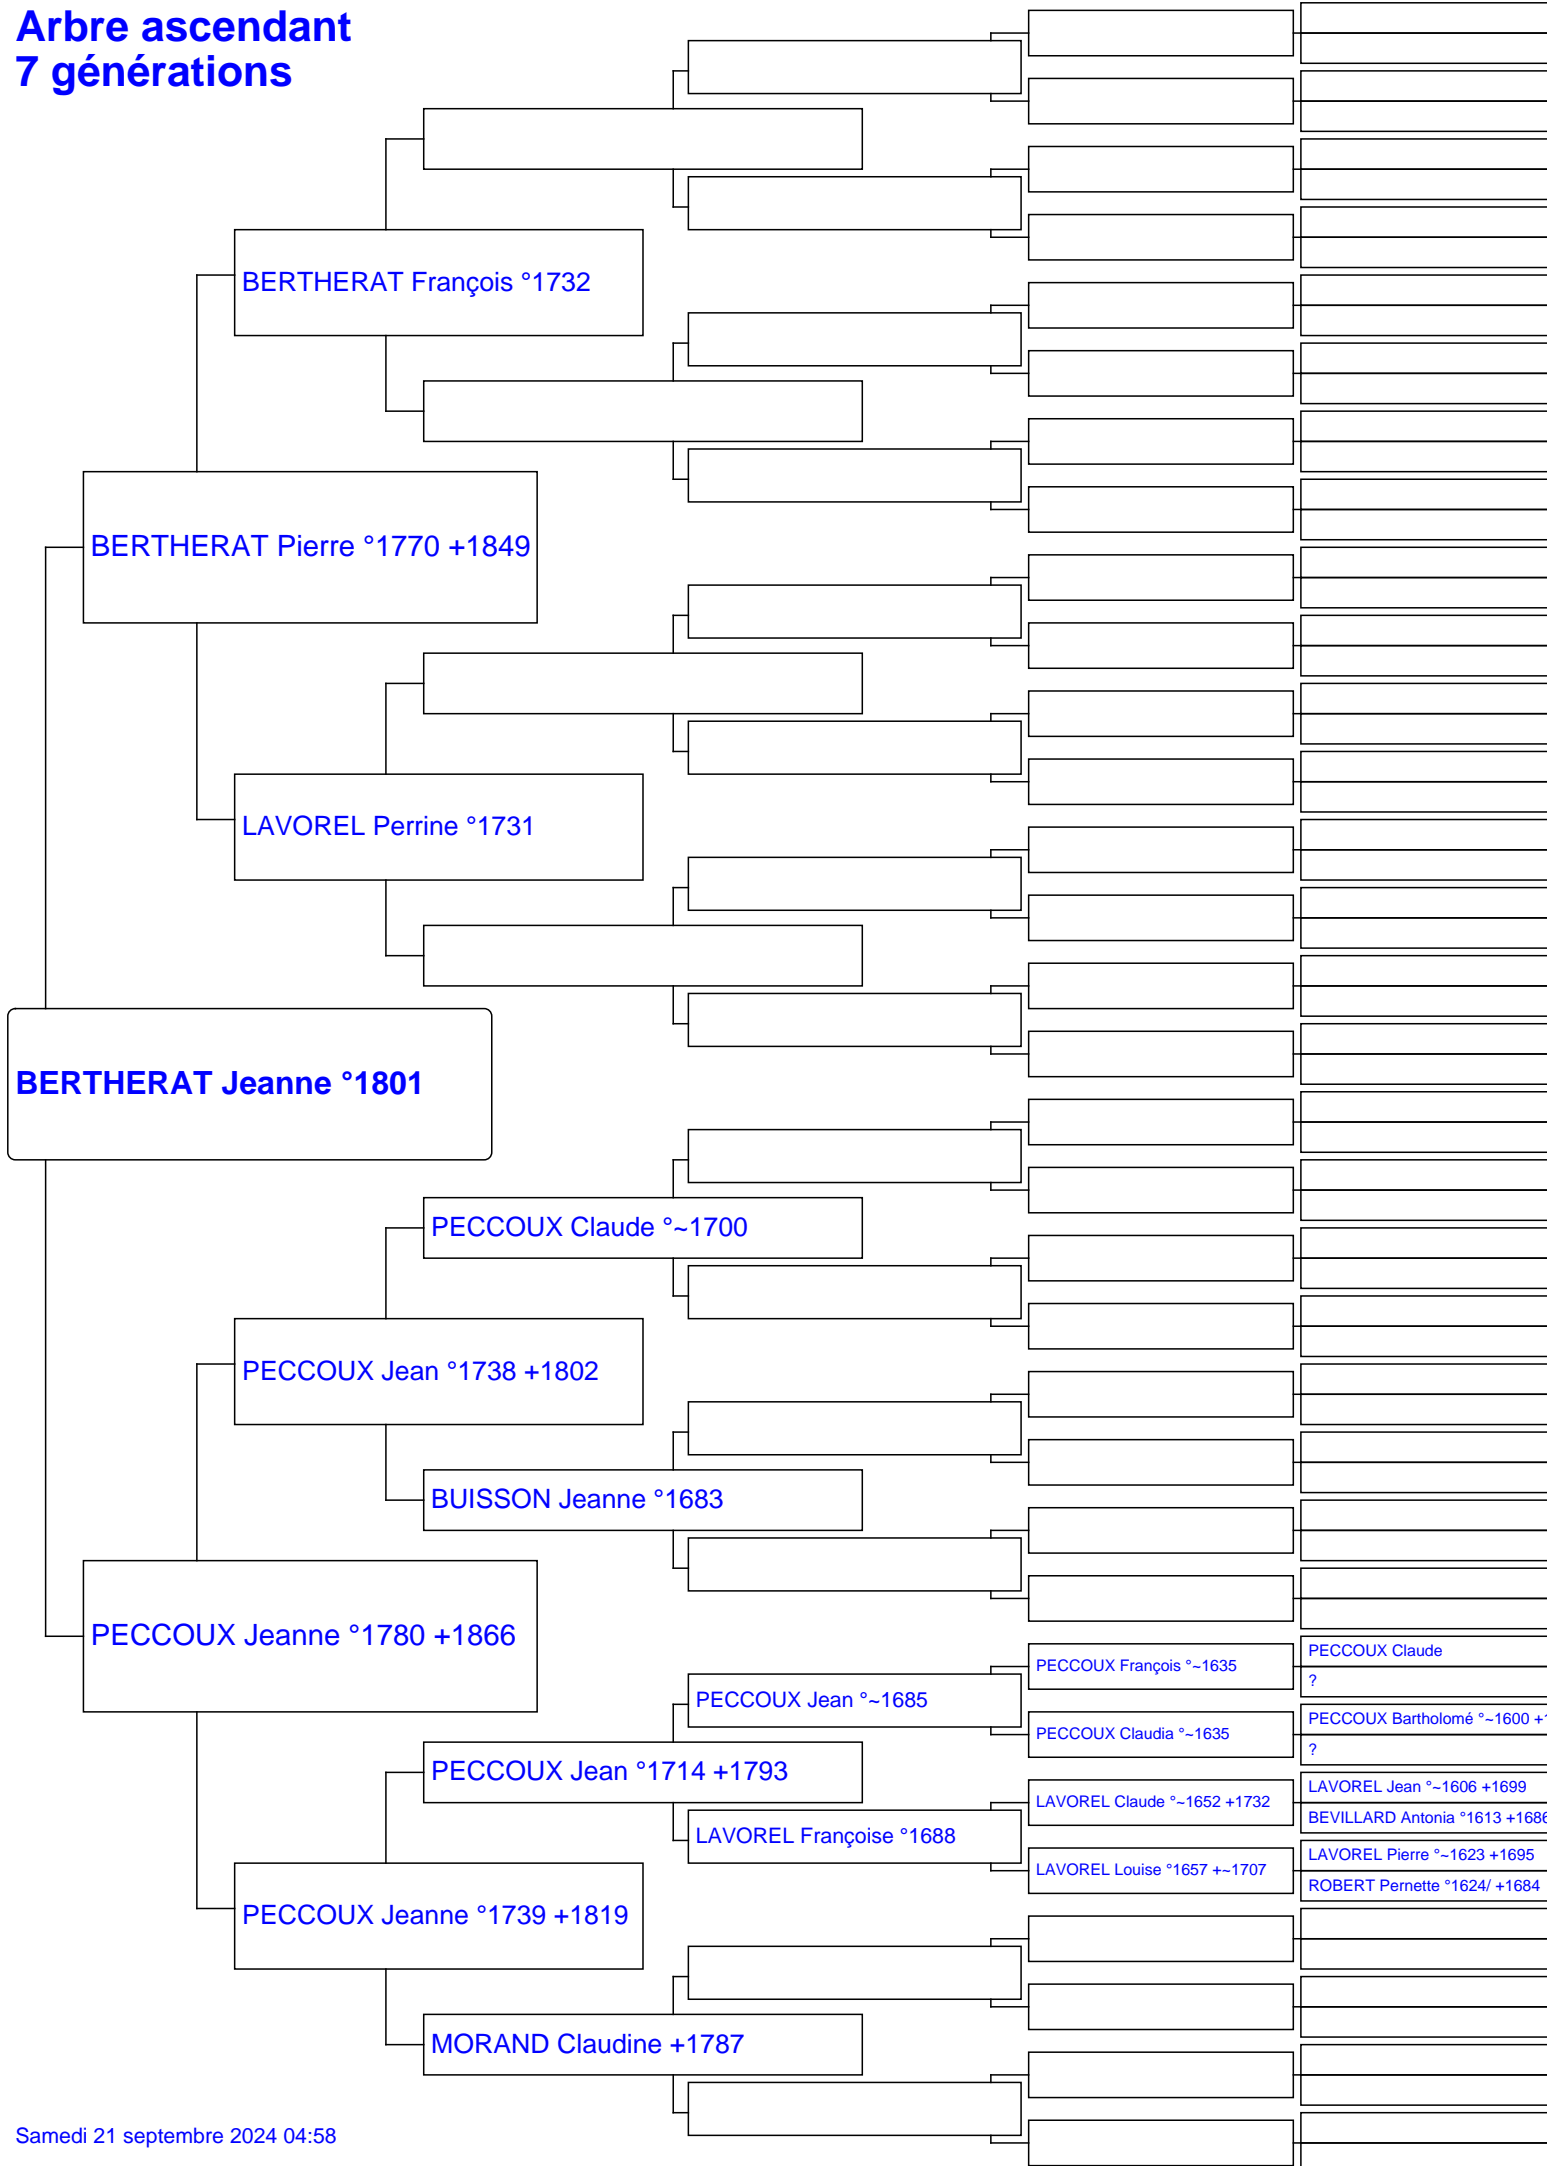 Arbre ascendant
7 générations
BERTHERAT François °1732
BERTHERAT Pierre °1770 +1849
LAVOREL Perrine °1731
BERTHERAT Jeanne °1801
PECCOUX Claude °~1700
PECCOUX Jean °1738 +1802
BUISSON Jeanne °1683
PECCOUX Jeanne °1780 +1866
PECCOUX François °~1635
PECCOUX Claude
?
PECCOUX Jean °~1685
PECCOUX Claudia °~1635
PECCOUX Bartholomé °~1600
?
PECCOUX Jean °1714 +1793
LAVOREL Claude °~1652 +1732
LAVOREL Jean °~1606 +1699
BEVILLARD Antonia °1613 +1686
LAVOREL Françoise °1688
LAVOREL Louise °1657 +~1707
LAVOREL Pierre °~1623 +1695
ROBERT Pernette °1624/ +1684
PECCOUX Jeanne °1739 +1819
MORAND Claudine +1787
Samedi 21 septembre 2024 04:58